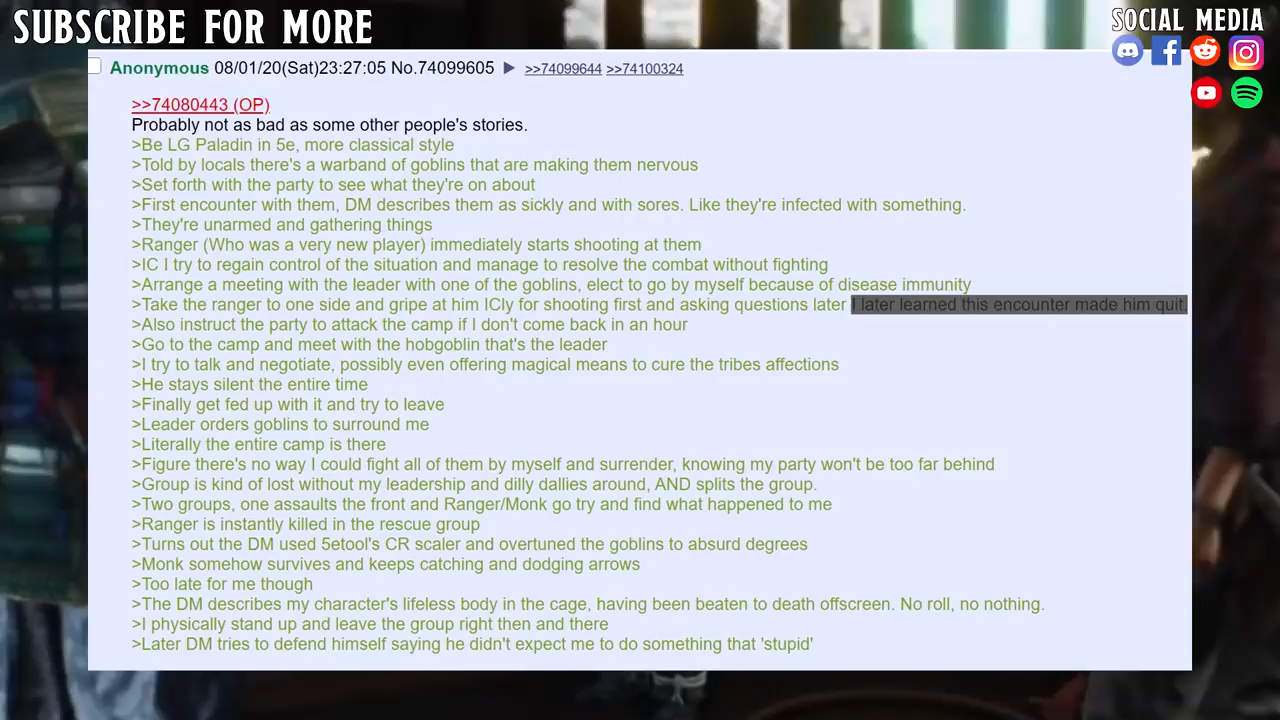 SUBSCRIBE FOR MORE
SOCIAL MEDIA
Anonymous 08/01/20(Sat)23:27:05 No.74099605 ▶ >>74099644 >>74100324
>>74080443 (OP)
Probably not as bad as some other people's stories.
>Be LG Paladin in 5e, more classical style
>Told by locals there's a warband of goblins that are making them nervous
>Set forth with the party to see what they're on about
>First encounter with them, DM describes them as sickly and with sores. Like they're infected with something.
>They're unarmed and gathering things
>Ranger (Who was a very new player) immediately starts shooting at them
>IC I try to regain control of the situation and manage to resolve the combat without fighting
>Arrange a meeting with the leader with one of the goblins, elect to go by myself because of disease immunity
>Take the ranger to one side and gripe at him ICly for shooting first and asking questions later I later learned this encounter made him quit.
>Also instruct the party to attack the camp if I don't come back in an hour
>Go to the camp and meet with the hobgoblin that's the leader
>I try to talk and negotiate, possibly even offering magical means to cure the tribes affections
>He stays silent the entire time
>Finally get fed up with it and try to leave
>Leader orders goblins to surround me
>Literally the entire camp is there
>Figure there's no way I could fight all of them by myself and surrender, knowing my party won't be too far behind
>Group is kind of lost without my leadership and dilly dallies around, AND splits the group.
>Two groups, one assaults the front and Ranger/Monk go try and find what happened to me
>Ranger is instantly killed in the rescue group
>Turns out the DM used 5etool's CR scaler and overtuned the goblins to absurd degrees
>Monk somehow survives and keeps catching and dodging arrows
>Too late for me though
>The DM describes my character's lifeless body in the cage, having been beaten to death offscreen. No roll, no nothing.
>I physically stand up and leave the group right then and there
>Later DM tries to defend himself saying he didn't expect me to do something that 'stupid'